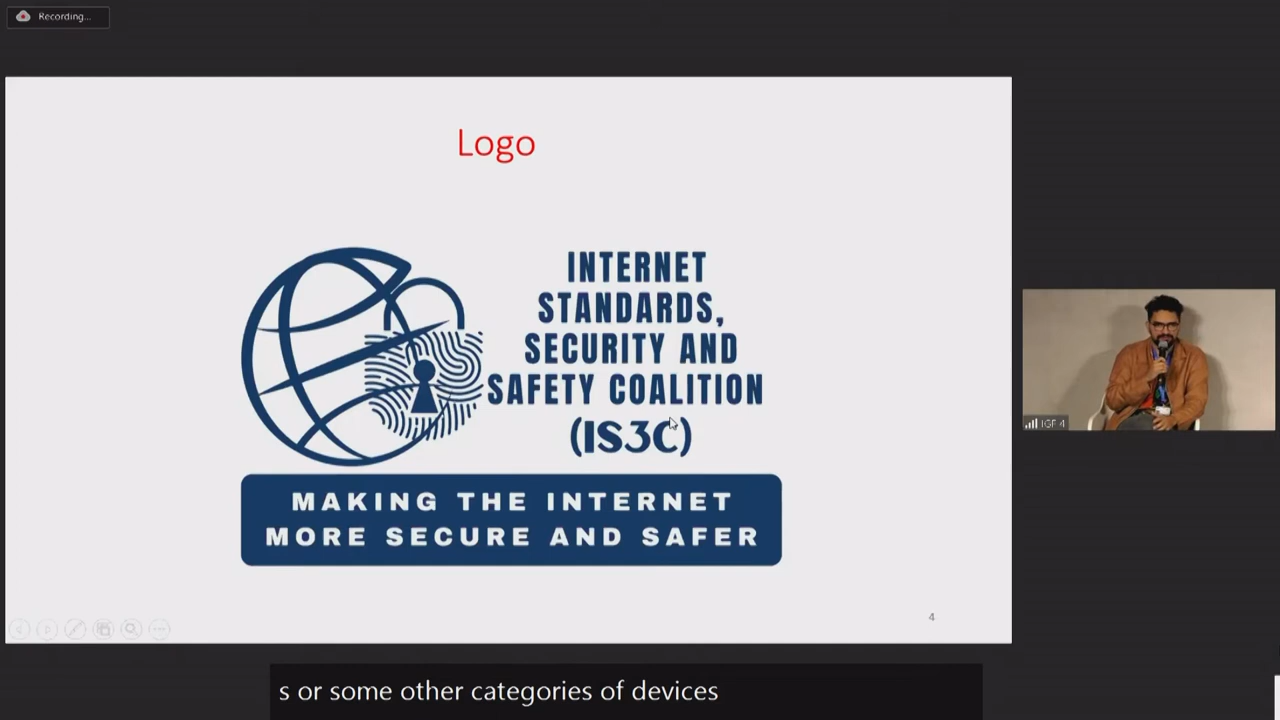 Recording...
Logo
INTERNET
STANDARDS,
SECURITY AND
SAFETY COALITION
(IS3C)
MAKING THE INTERNET
MORE SECURE AND SAFER
IGF 4
4
s or some other categories of devices